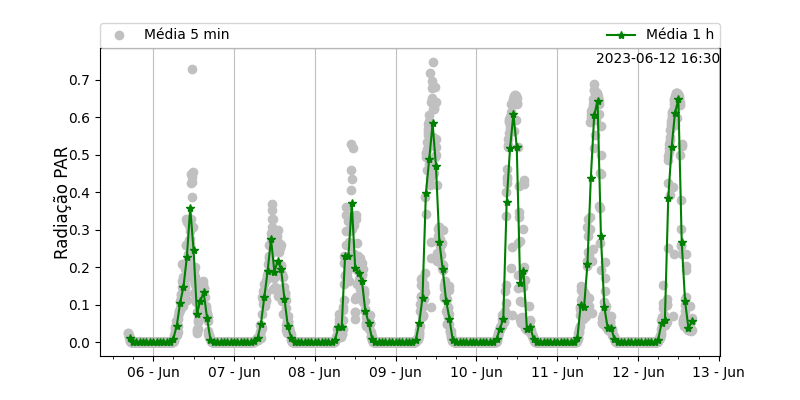 Média 5 min
Média 1 h
2023-06-12 16:30
Radiação PAR
0.7
0.6
0.5
0.4
0.3
0.2
0.1
0.0
06 - Jun
07 - Jun
08 - Jun
09 - Jun
10 - Jun
11 - Jun
12 - Jun
13 - Jun